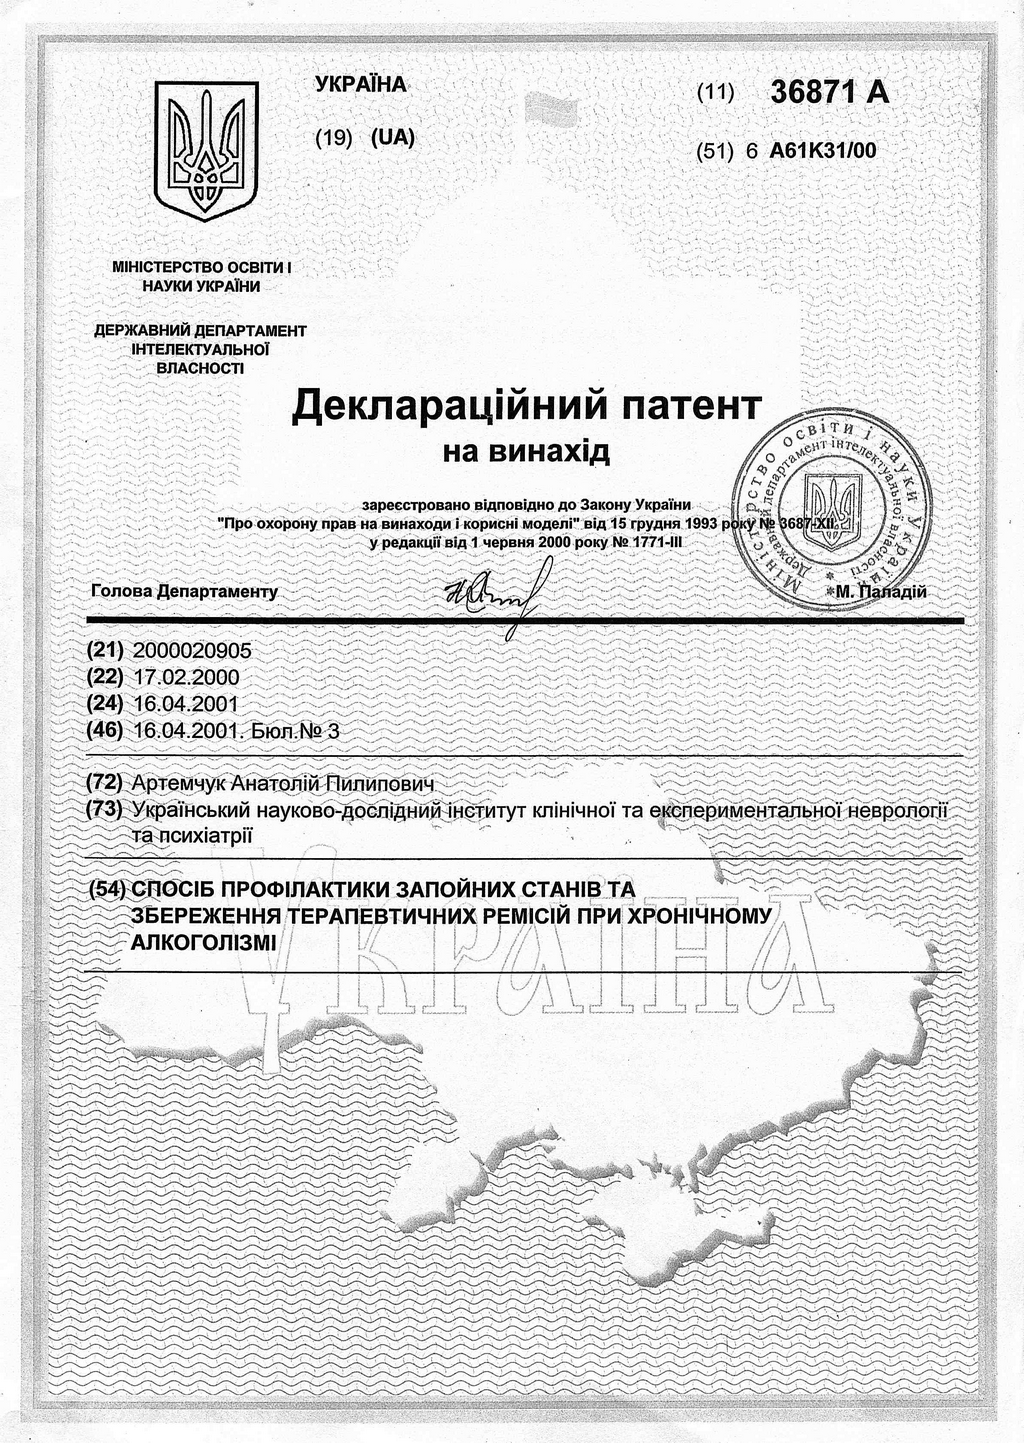 УКРАЇНА
(19) (UA)
(11) 36871 A
(51) 6 A61K31/00
МІНІСТЕРСТВО ОСВІТИ І
НАУКИ УКРАЇНИ
ДЕРЖАВНИЙ ДЕПАРТАМЕНТ
ІНТЕЛЕКТУАЛЬНОЇ
ВЛАСНОСТІ
Деклараційний патент
на винахід
зареєстровано відповідно до Закону України
"Про охорону прав на винаходи і корисні моделі" від 15 грудня 1993 року № 3687-XII
у редакції від 1 червня 2000 року № 1771-III
Міністерство освіти і науки України
Державний департамент інтелектуальної власності
Голова Департаменту
М. Паладій
(21) 2000020905
(22) 17.02.2000
(24) 16.04.2001
(46) 16.04.2001. Бюл.№ 3
(72) Артемчук Анатолій Пилипович
(73) Український науково-дослідний інститут клінічної та експериментальної неврології
та психіатрії
(54) СПОСІБ ПРОФІЛАКТИКИ ЗАПОЙНИХ СТАНІВ ТА
ЗБЕРЕЖЕННЯ ТЕРАПЕВТИЧНИХ РЕМІСІЙ ПРИ ХРОНІЧНОМУ
АЛКОГОЛІЗМІ
УКРАЇНА